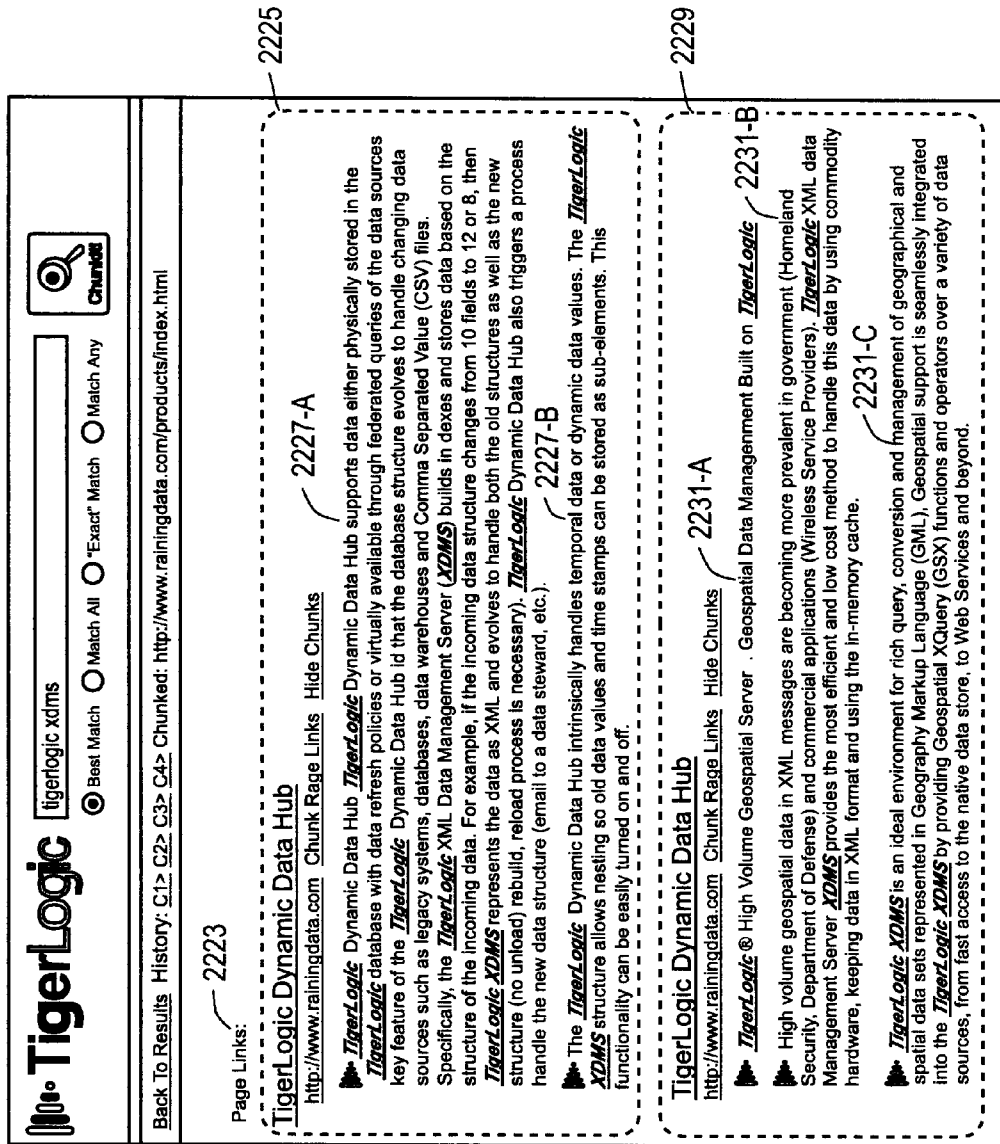 TigerLogic
tigerlogic xdms
Chunkit!
Best Match Match All "Exact" Match Match Any
Back To Results History: C1> C2> C3> C4> Chunked: http://www.rainingdata.com/products/index.html
2223
Page Links:
2225
TigerLogic Dynamic Data Hub
http://www.rainingdata.com Chunk Rage Links Hide Chunks
2227-A
TigerLogic Dynamic Data Hub TigerLogic Dynamic Data Hub supports data either physically stored in the
TigerLogic database with data refresh policies or virtually available through federated queries of the data sources
key feature of the TigerLogic Dynamic Data Hub id that the database structure evolves to handle changing data
sources such as legacy systems, databases, data warehouses and Comma Separated Value (CSV) files.
Specifically, the TigerLogic XML Data Management Server (XDMS) builds in dexes and stores data based on the
structure of the incoming data. For example, if the incoming data structure changes from 10 fields to 12 or 8, then
TigerLogic XDMS represents the data as XML and evolves to handle both the old structures as well as the new
structure (no unload) rebuild, reload process is necessary). TigerLogic Dynamic Data Hub also triggers a process
handle the new data structure (email to a data steward, etc.).
2227-B
The TigerLogic Dynamic Data Hub intrinsically handles temporal data or dynamic data values. The TigerLogic
XDMS structure allows nesting so old data values and time stamps can be stored as sub-elements. This
functionality can be easily turned on and off.
2229
TigerLogic Dynamic Data Hub
http://www.rainingdata.com Chunk Rage Links Hide Chunks
2231-A
TigerLogic ® High Volume Geospatial Server . Geospatial Data Managenment Built on TigerLogic
2231-B
High volume geospatial data in XML messages are becoming more prevalent in government (Homeland
Security, Department of Defense) and commercial applications (Wireless Service Providers). TigerLogic XML data
Management Server XDMS provides the most efficient and low cost method to handle this data by using commodity
hardware, keeping data in XML format and using the in-memory cache.
2231-C
TigerLogic XDMS is an ideal environment for rich query, conversion and management of geographical and
spatial data sets represented in Geography Markup Language (GML), Geospatial support is seamlessly integrated
into the TigerLogic XDMS by providing Geospatial XQuery (GSX) functions and operators over a variety of data
sources, from fast access to the native data store, to Web Services and beyond.